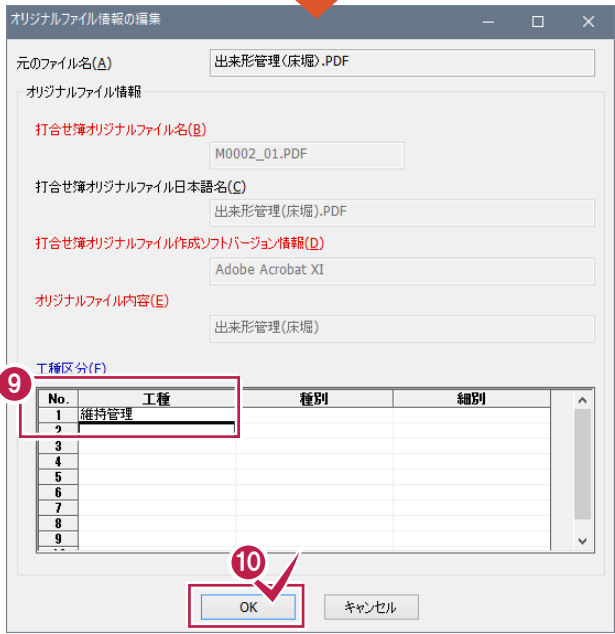 オリジナルファイル情報の編集
元のファイル名(A)
出来形管理(床堀).PDF
オリジナルファイル情報
打合せ簿オリジナルファイル名(B)
M0002_01.PDF
打合せ簿オリジナルファイル日本語名(C)
出来形管理(床堀).PDF
打合せ簿オリジナルファイル作成ソフトバージョン情報(D)
Adobe Acrobat XI
オリジナルファイル内容(E)
出来形管理(床堀)
工種区分(F)
9
No. 工種 種別 細別
1 維持管理
2
3
4
5
6
7
8
9
10
OK キャンセル